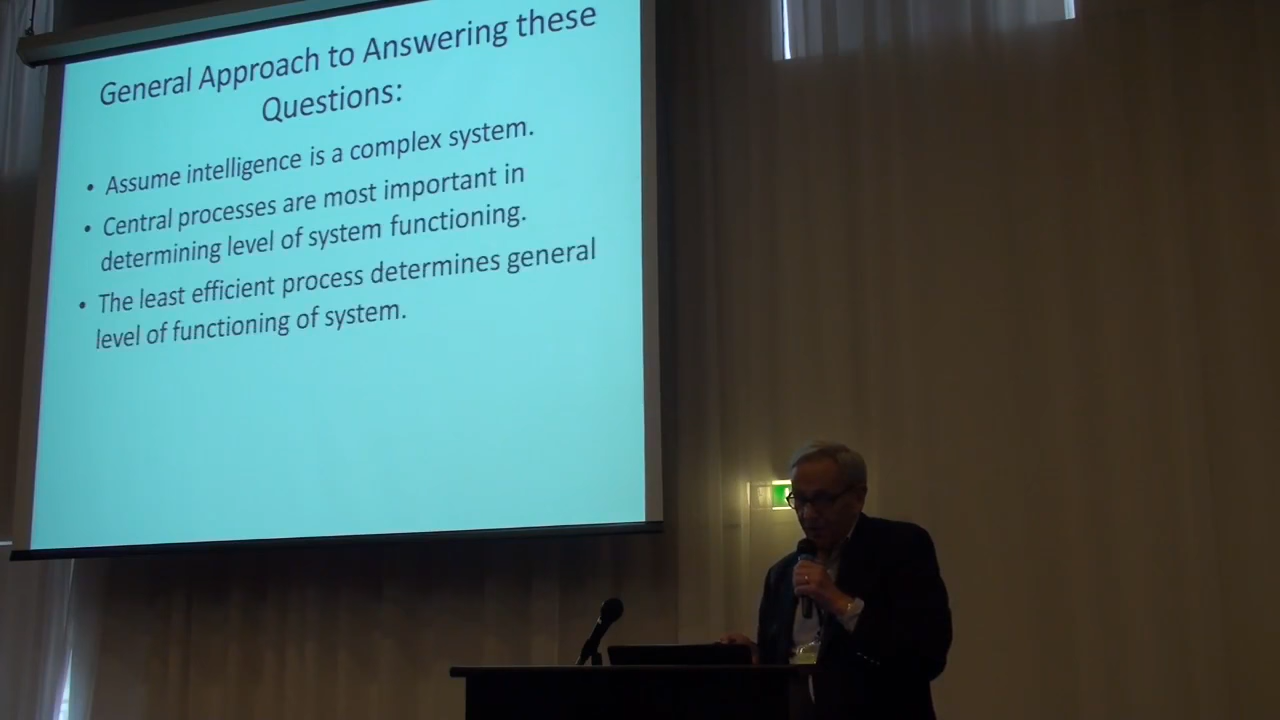 General Approach to Answering these
Questions:
• Assume intelligence is a complex system.
• Central processes are most important in
determining level of system functioning.
• The least efficient process determines general
level of functioning of system.